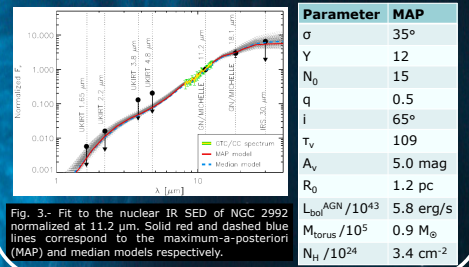 Normalized Fν
10.000
1.000
0.100
0.010
0.001
UKIRT 1.65 μm
UKIRT 2.2 μm
UKIRT 3.8 μm
UKIRT 4.8 μm
GN/MICHELLE 11.2 μm
GN/MICHELLE 18.1 μm
IRS 30 μm
GTC/CC spectrum
MAP model
Median model
1
10
λ [μm]
Fig. 3.- Fit to the nuclear IR SED of NGC 2992
normalized at 11.2 μm. Solid red and dashed blue
lines correspond to the maximum-a-posteriori
(MAP) and median models respectively.
Parameter MAP
σ 35°
Y 12
N0 15
q 0.5
i 65°
τv 109
Av 5.0 mag
R0 1.2 pc
LbolAGN /10^43 5.8 erg/s
Mtorus /10^5 0.9 M⊙
NH /10^24 3.4 cm^-2